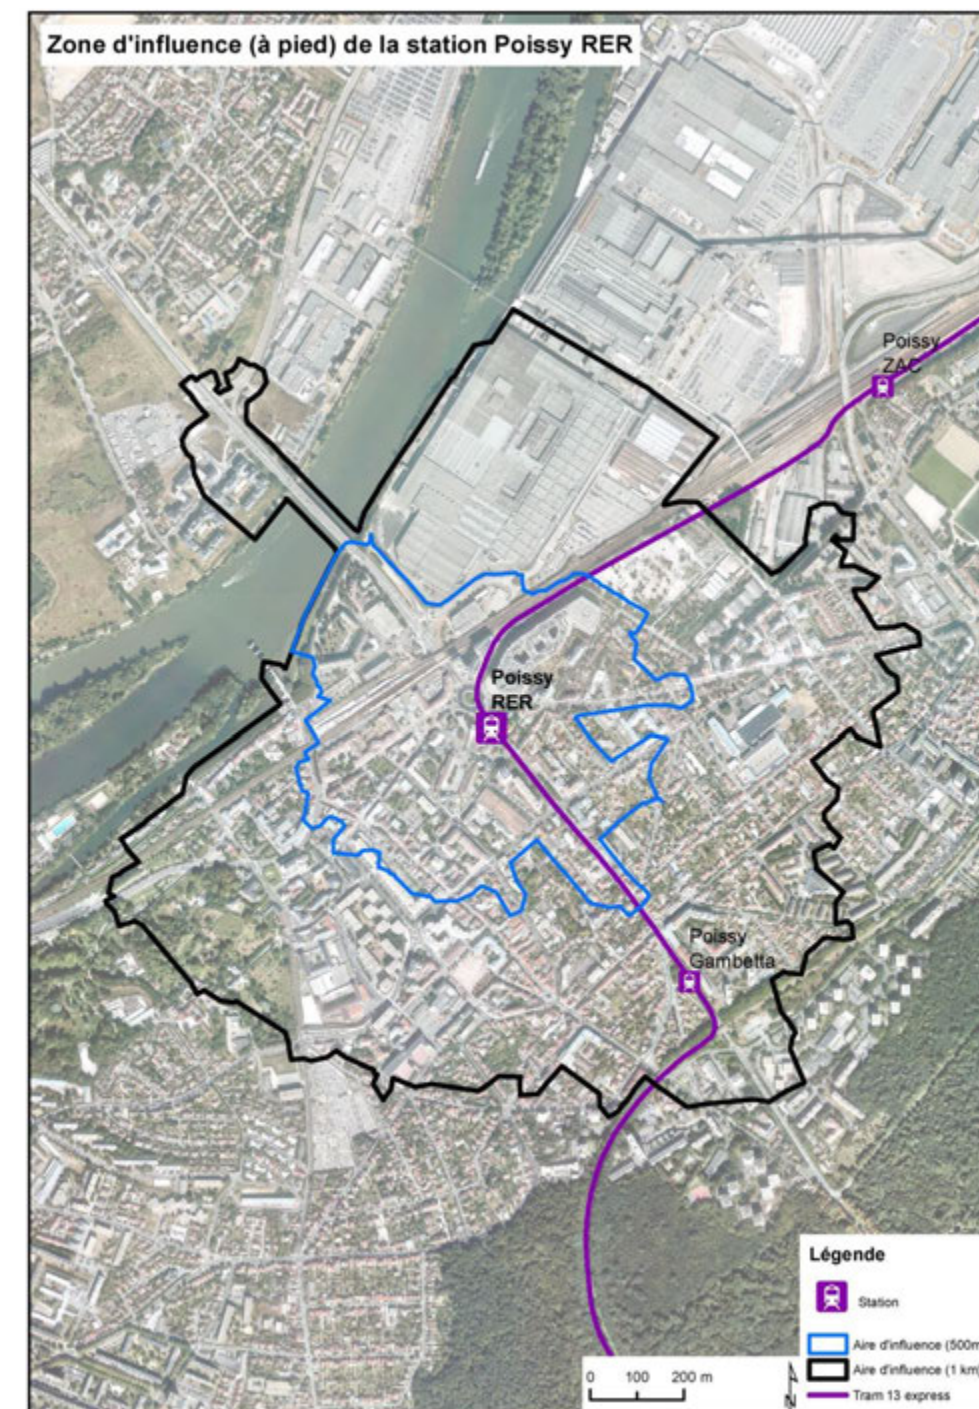 Zone d'influence (à pied) de la station Poissy RER
Poissy
ZAC
Poissy
RER
Poissy
Gambetta
Légende
Station
Aire d'influence (500m
Aire d'influence (1 km)
Tram 13 express
0 100 200 m
N